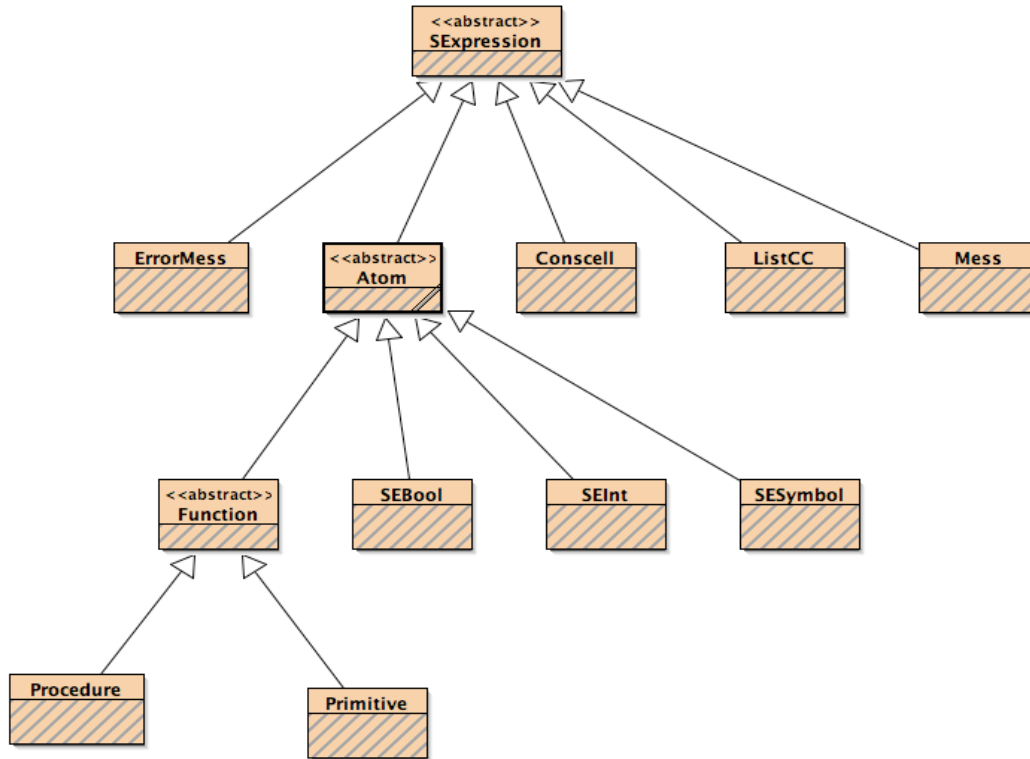 <<abstract>>
SExpression
ErrorMess
<<abstract>>
Atom
Conscell
ListCC
Mess
<<abstract>>
Function
SEBool
SEInt
SESymbol
Procedure
Primitive